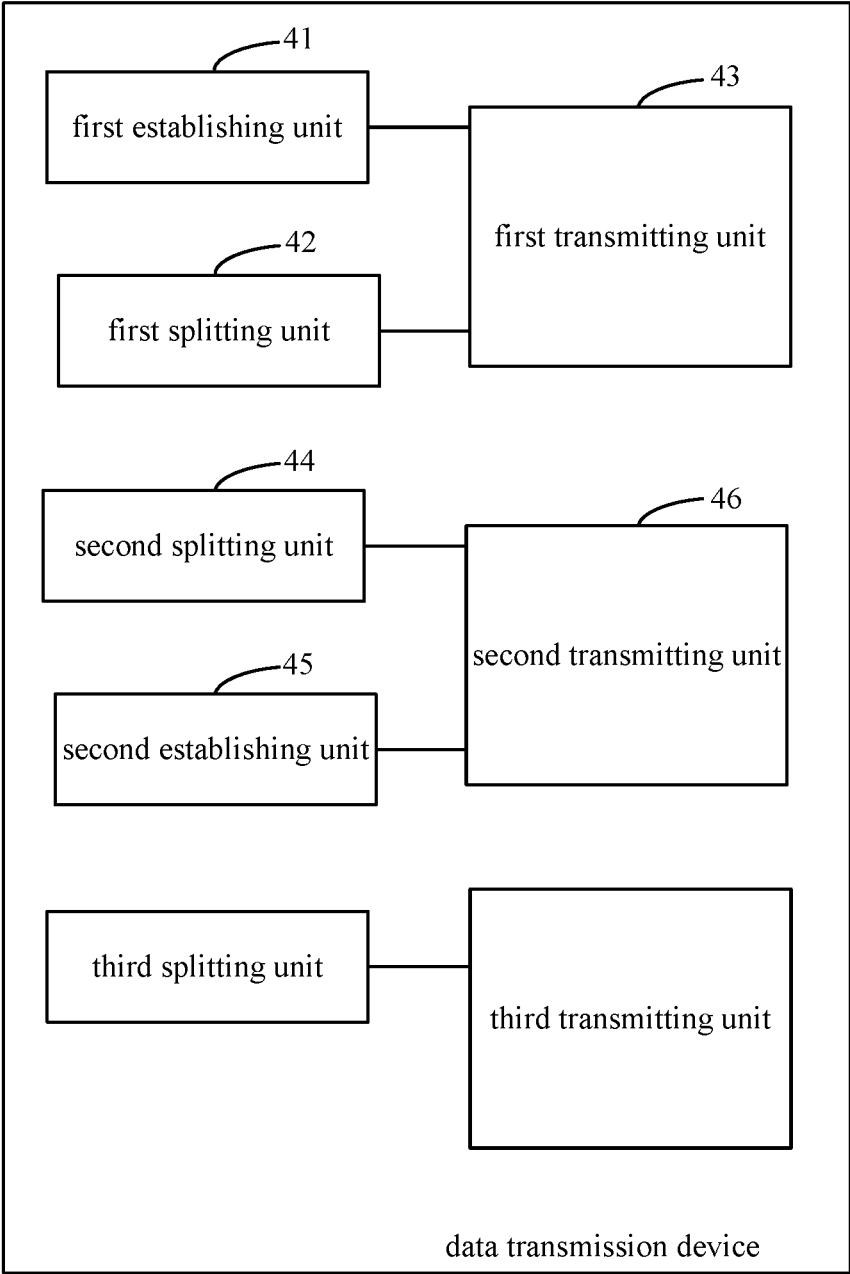 41
first establishing unit
43
first transmitting unit
42
first splitting unit
44
second splitting unit
46
second transmitting unit
45
second establishing unit
third splitting unit
third transmitting unit
data transmission device